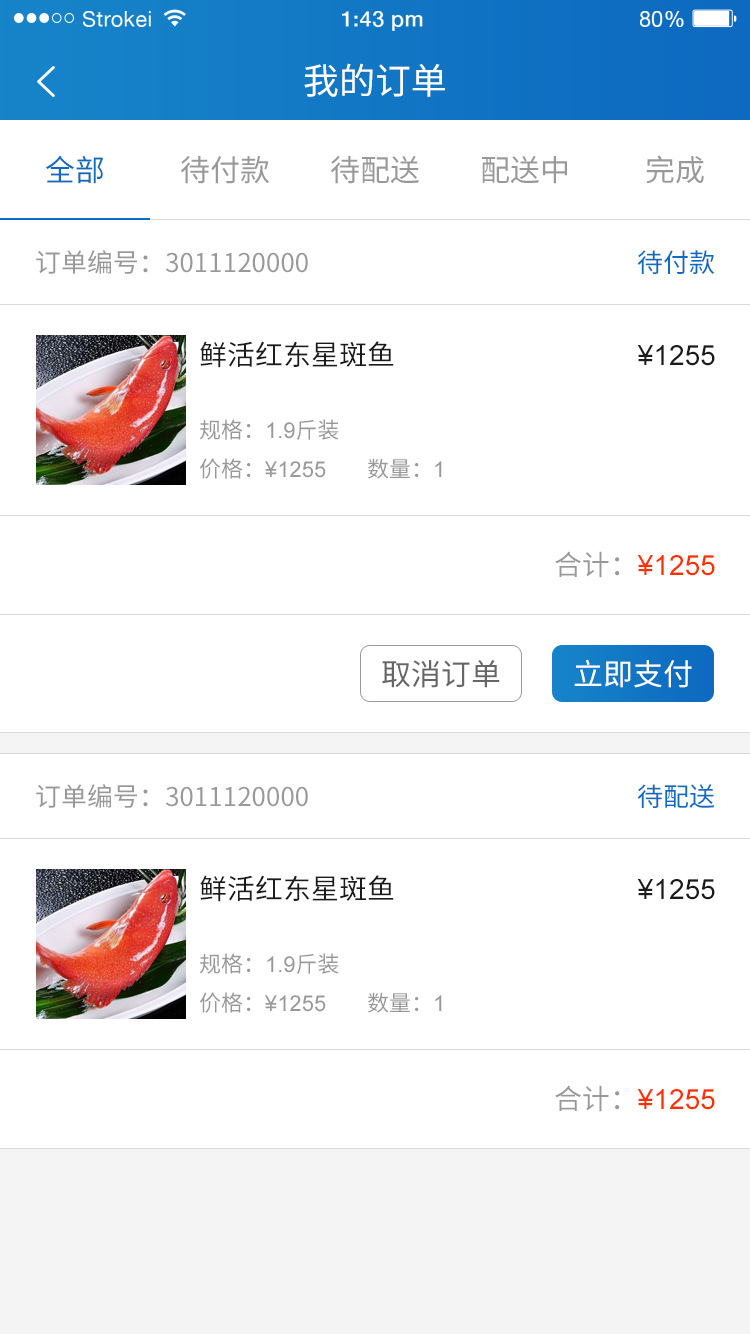 Strokei 1:43 pm 80%
我的订单
全部 待付款 待配送 配送中 完成
订单编号：3011120000 待付款
鲜活红东星斑鱼 ¥1255
规格：1.9斤装
价格：¥1255 数量：1
合计：¥1255
取消订单 立即支付
订单编号：3011120000 待配送
鲜活红东星斑鱼 ¥1255
规格：1.9斤装
价格：¥1255 数量：1
合计：¥1255